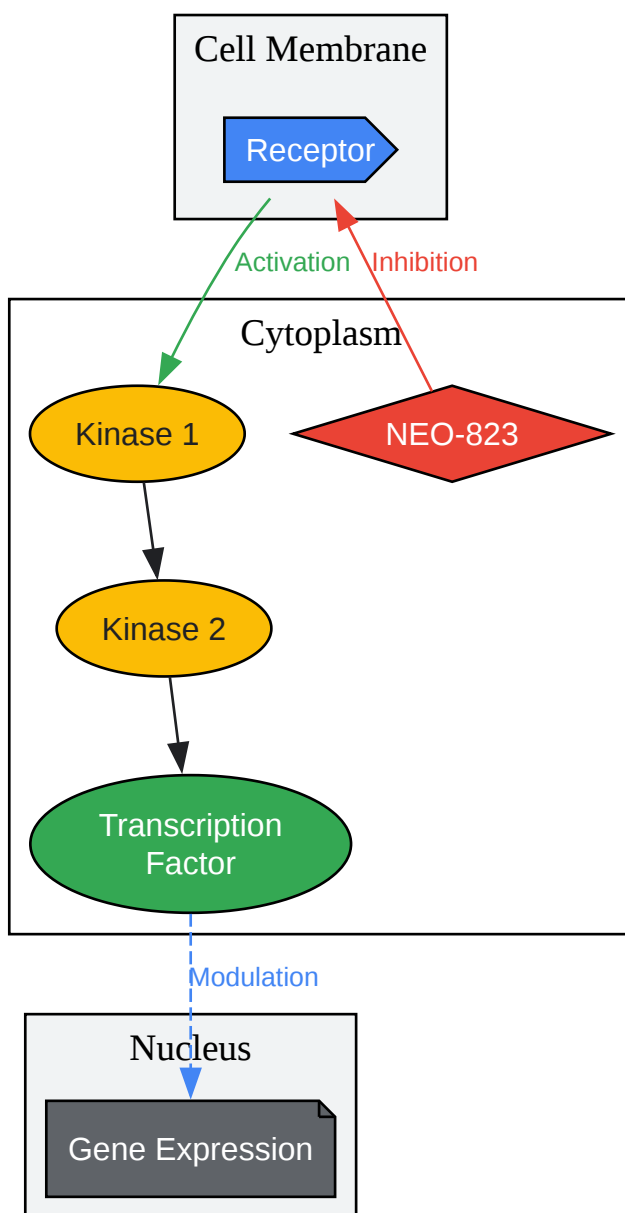 Cell Membrane
Receptor
Activation
Inhibition
Cytoplasm
Kinase 1
NEO-823
Kinase 2
Transcription
Factor
Modulation
Nucleus
Gene Expression